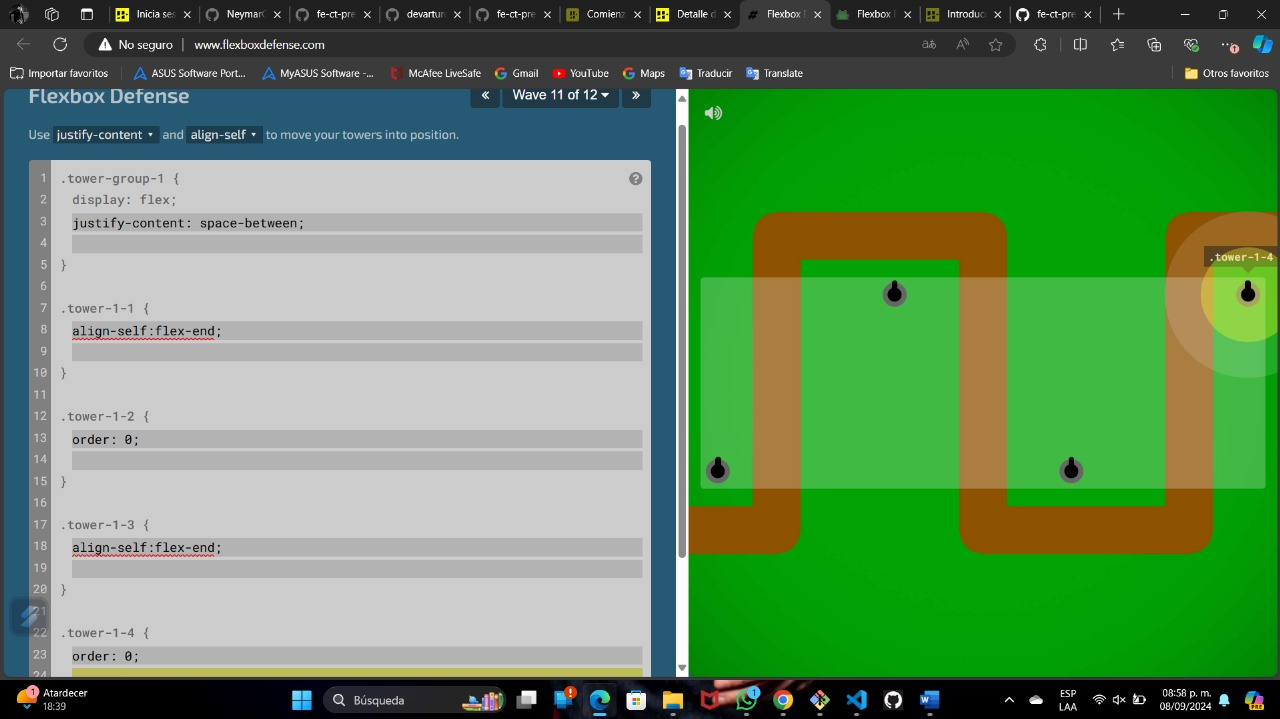 Inicia ses
Neymar
fe-ct-pre
devartur
fe-ct-pre
Comienz
Detalle d
Flexbox
Flexbox
Introduc
fe-ct-pre
No seguro
www.flexboxdefense.com
Importar favoritos
ASUS Software Port...
MyASUS Software -...
McAfee LiveSafe
Gmail
YouTube
Maps
Traducir
Translate
Otros favoritos
Flexbox Defense
« Wave 11 of 12 »
Use justify-content and align-self to move your towers into position.
1 .tower-group-1 {
2 display: flex;
3 justify-content: space-between;
4
5 }
6
7 .tower-1-1 {
8 align-self:flex-end;
9
10 }
11
12 .tower-1-2 {
13 order: 0;
14
15 }
16
17 .tower-1-3 {
18 align-self:flex-end;
19
20 }
21
22 .tower-1-4 {
23 order: 0;
24
.tower-1-4
1
Atardecer
18:39
Búsqueda
1
ESP
LAA
08:58 p. m.
08/09/2024